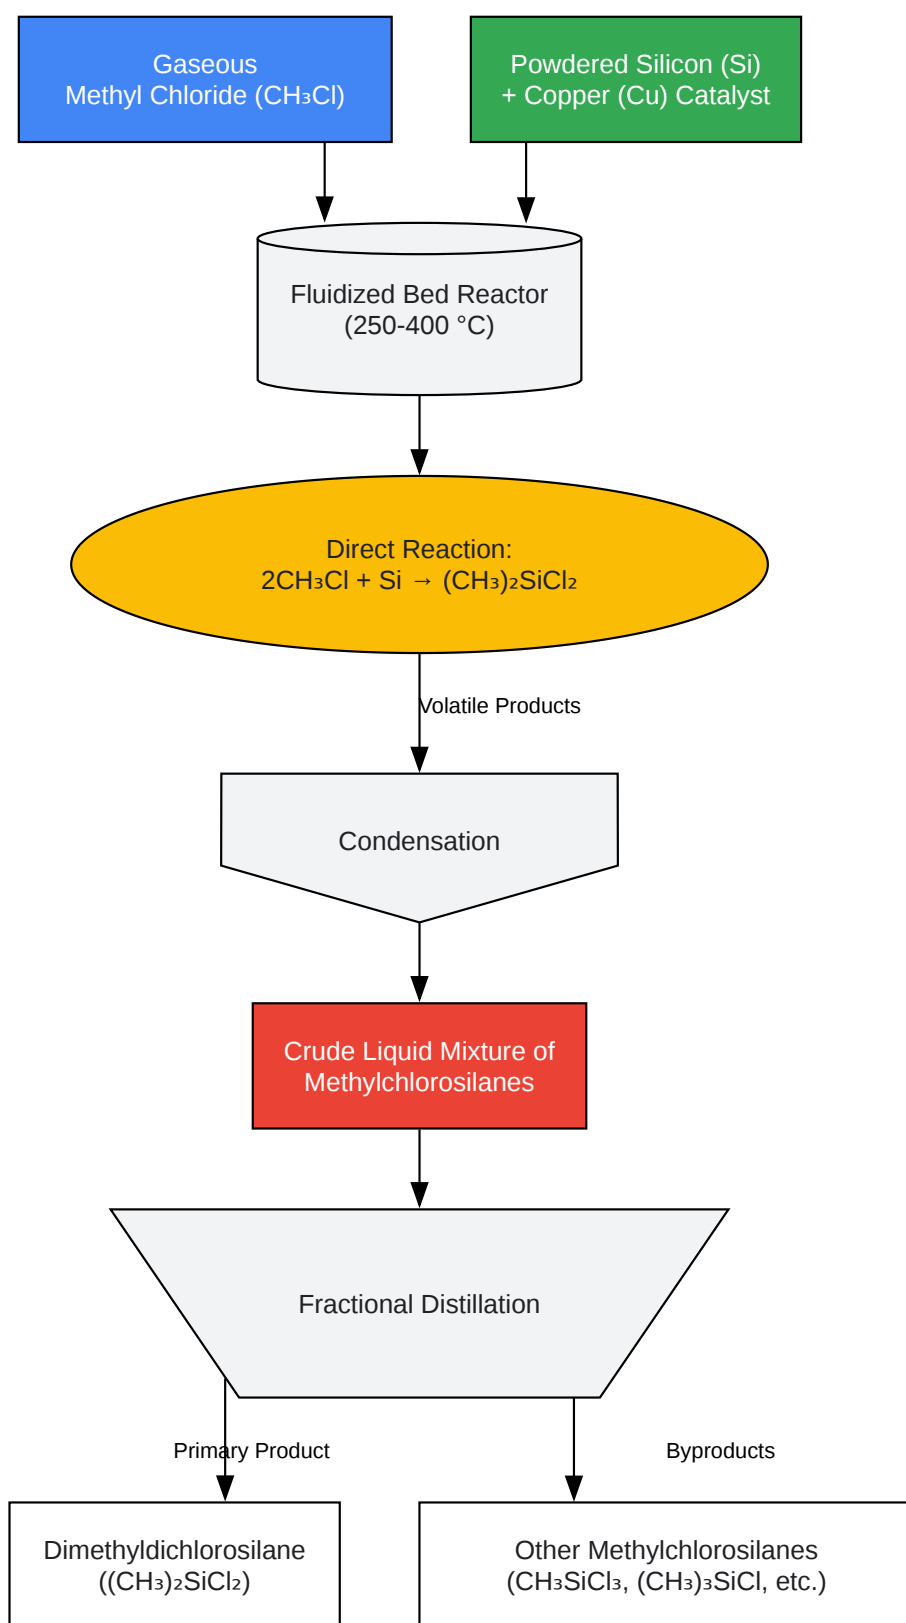 Gaseous
Methyl Chloride (CH₃Cl)
Powdered Silicon (Si)
+ Copper (Cu) Catalyst
Fluidized Bed Reactor
(250-400 °C)
Direct Reaction:
2CH₃Cl + Si → (CH₃)₂SiCl₂
Volatile Products
Condensation
Crude Liquid Mixture of
Methylchlorosilanes
Fractional Distillation
Primary Product
Byproducts
Dimethyldichlorosilane
((CH₃)₂SiCl₂)
Other Methylchlorosilanes
(CH₃SiCl₃, (CH₃)₃SiCl, etc.)